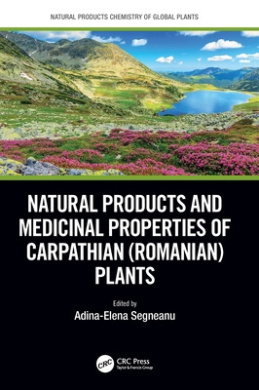 NATURAL PRODUCTS CHEMISTRY OF GLOBAL PLANTS
NATURAL PRODUCTS AND
MEDICINAL PROPERTIES OF
CARPATHIAN (ROMANIAN)
PLANTS
Edited by
Adina-Elena Segneanu
CRC Press
Taylor & Francis Group